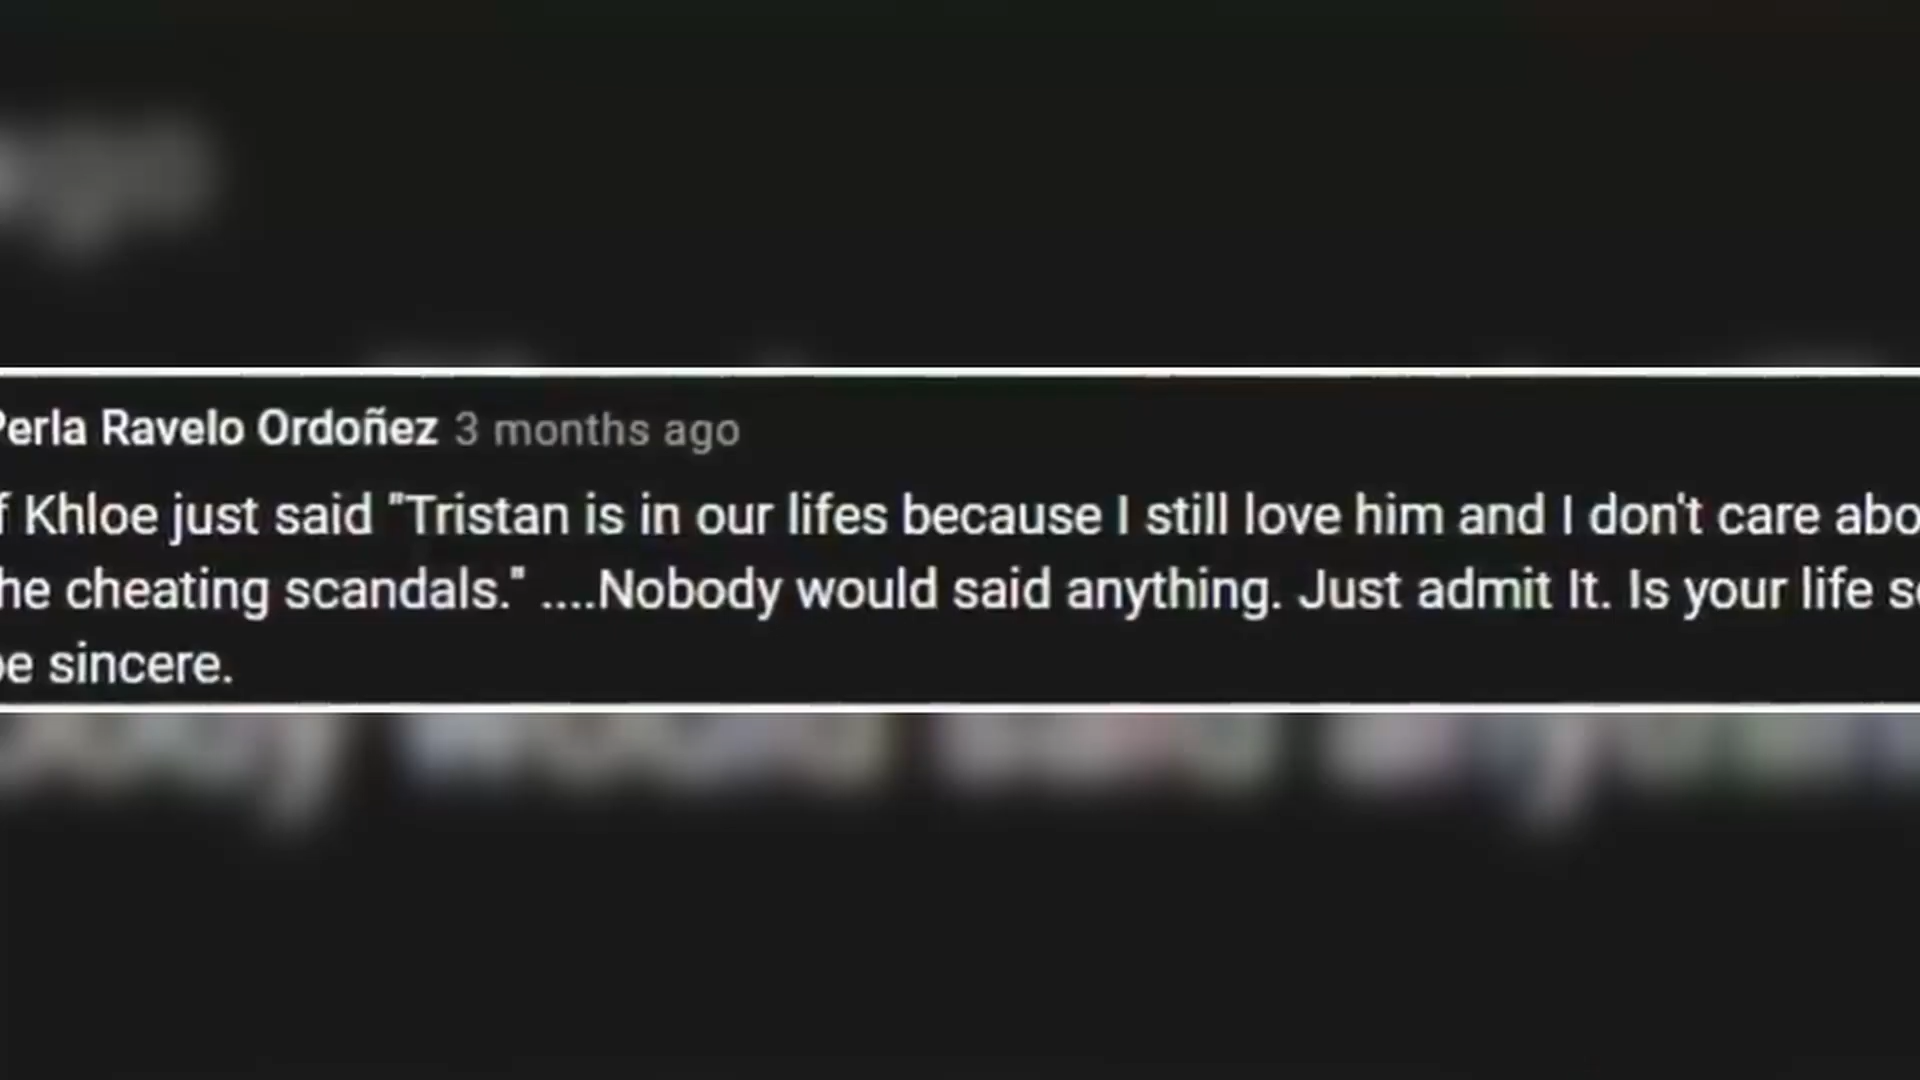 Perla Ravelo Ordoñez 3 months ago
f Khloe just said "Tristan is in our lifes because I still love him and I don't care abo
he cheating scandals." ....Nobody would said anything. Just admit It. Is your life s
be sincere.